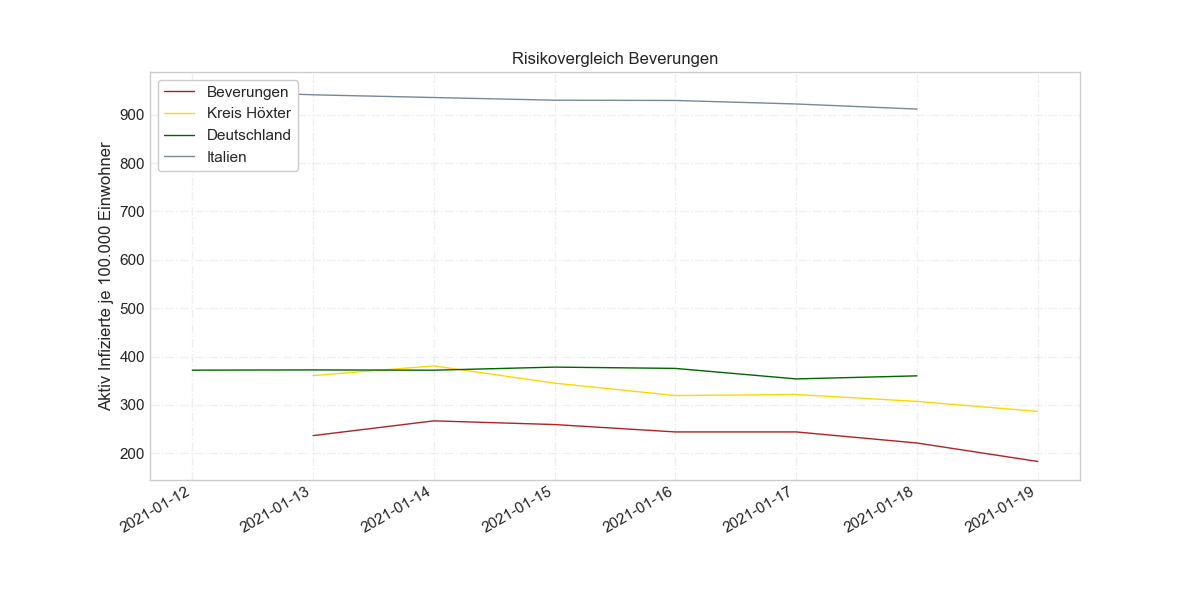 Risikovergleich Beverungen
Beverungen
Kreis Höxter
Deutschland
Italien
Aktiv Infizierte je 100.000 Einwohner
900
800
700
600
500
400
300
200
2021-01-12
2021-01-13
2021-01-14
2021-01-15
2021-01-16
2021-01-17
2021-01-18
2021-01-19